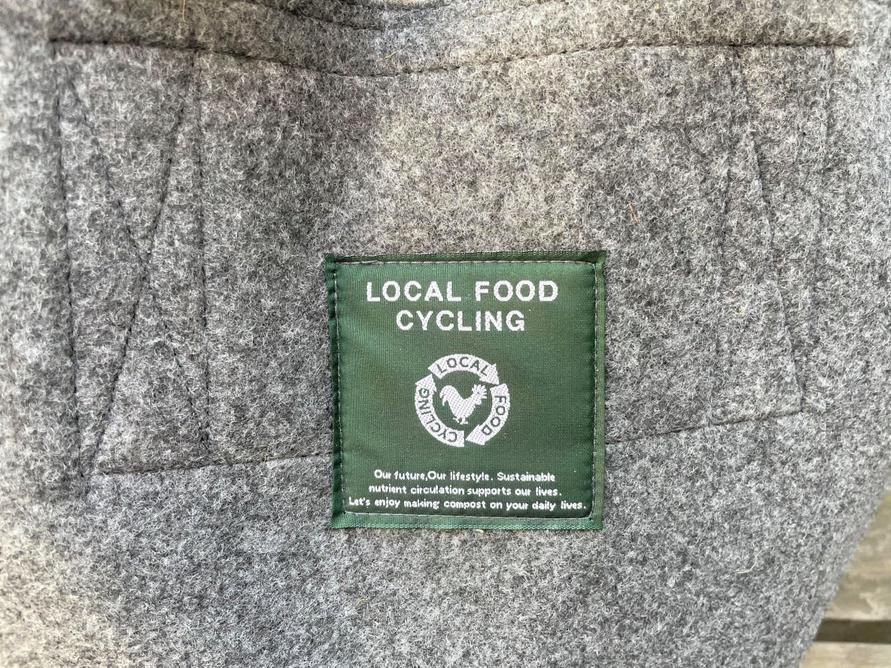 LOCAL FOOD
CYCLING
LOCAL
FOOD
CYCLING
Our future,Our lifestyle. Sustainable
nutrient circulation supports our lives.
Let's enjoy making compost on your daily lives.